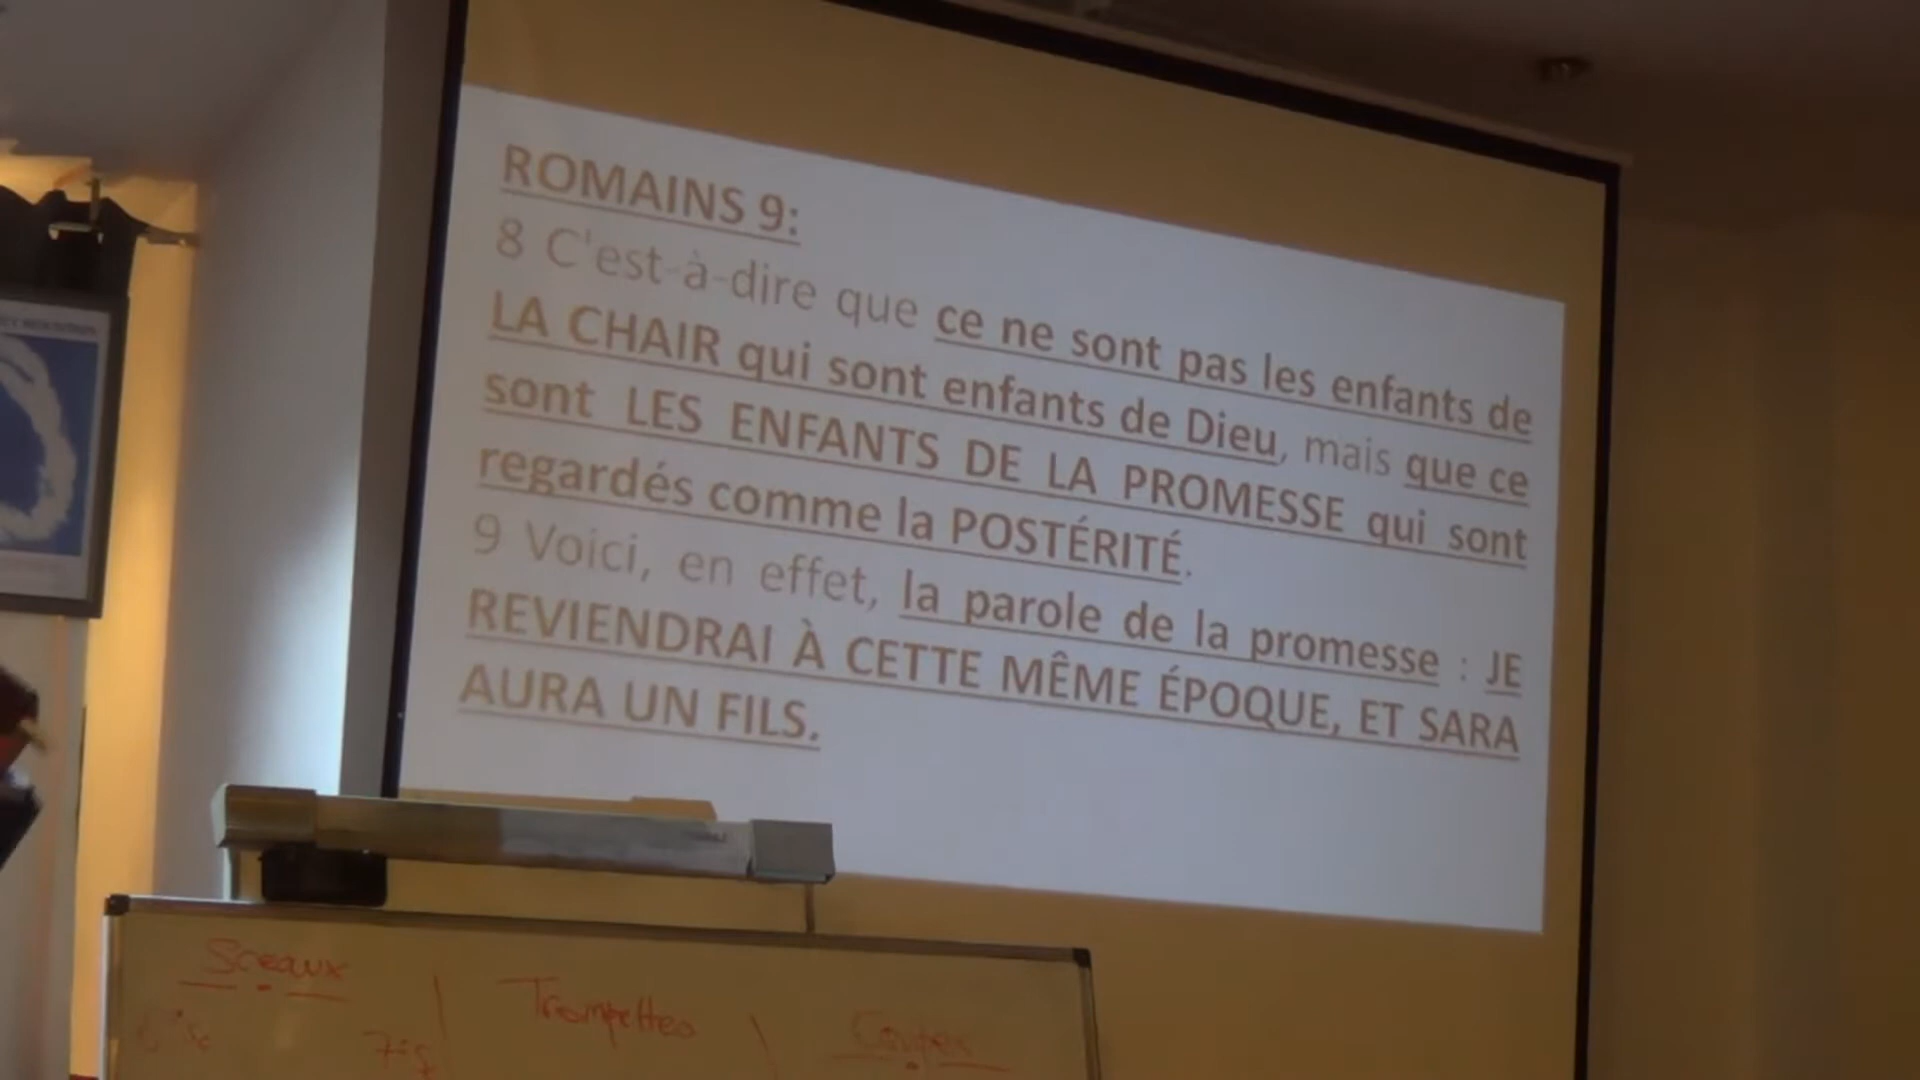 ROMAINS 9:
8 C'est-à-dire que ce ne sont pas les enfants de
LA CHAIR qui sont enfants de Dieu, mais que ce
sont LES ENFANTS DE LA PROMESSE qui sont
regardés comme la POSTÉRITÉ.
9 Voici, en effet, la parole de la promesse : JE
REVIENDRAI À CETTE MÊME ÉPOQUE, ET SARA
AURA UN FILS.
Sceaux
Trompettes
Coupes